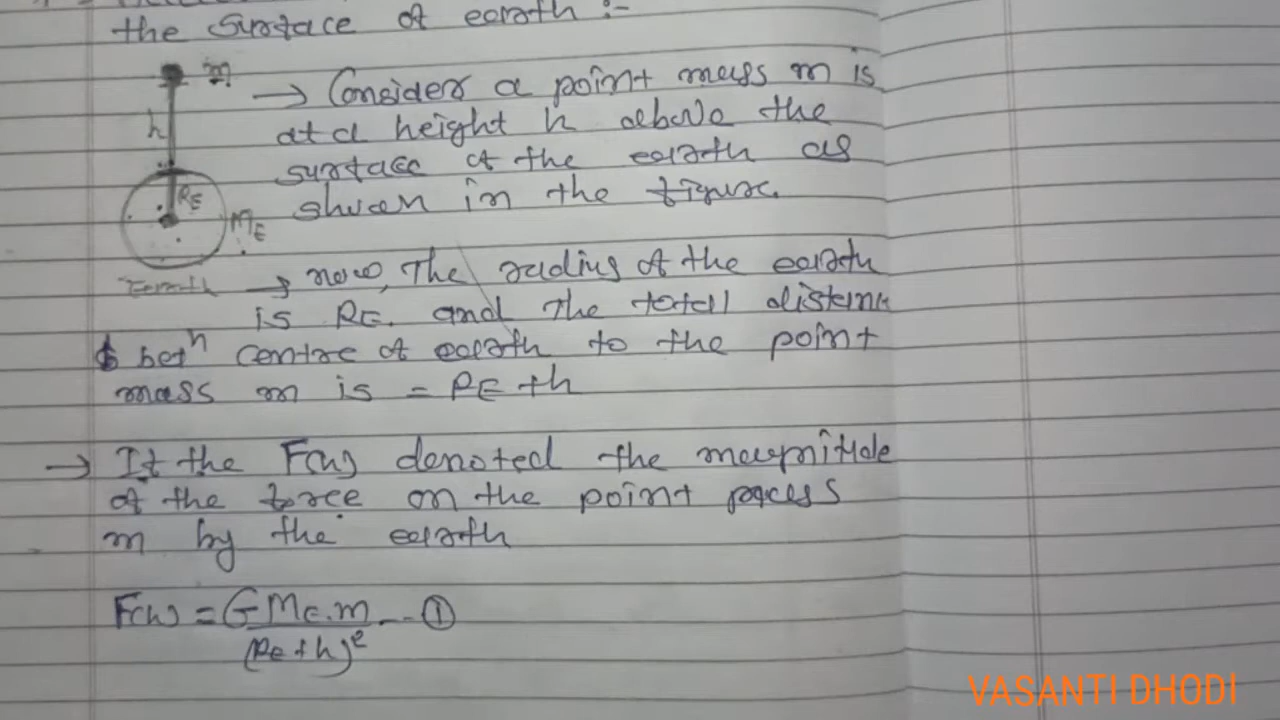 the surface of earth :-
m
→ Consider a point mass m is
h
at a height h above the
surface of the earth as
RE
shwen in the figure.
ME
Earth → now, The radius of the earth
is RE. and The total distance
betn centre of earth to the point
mass m is = RE + h
→ If the F(h) denoted the magnitude
of the force on the point
m by the earth
F(h) = G ME.m -- ①
(RE + h)2
VASANTI DHODI